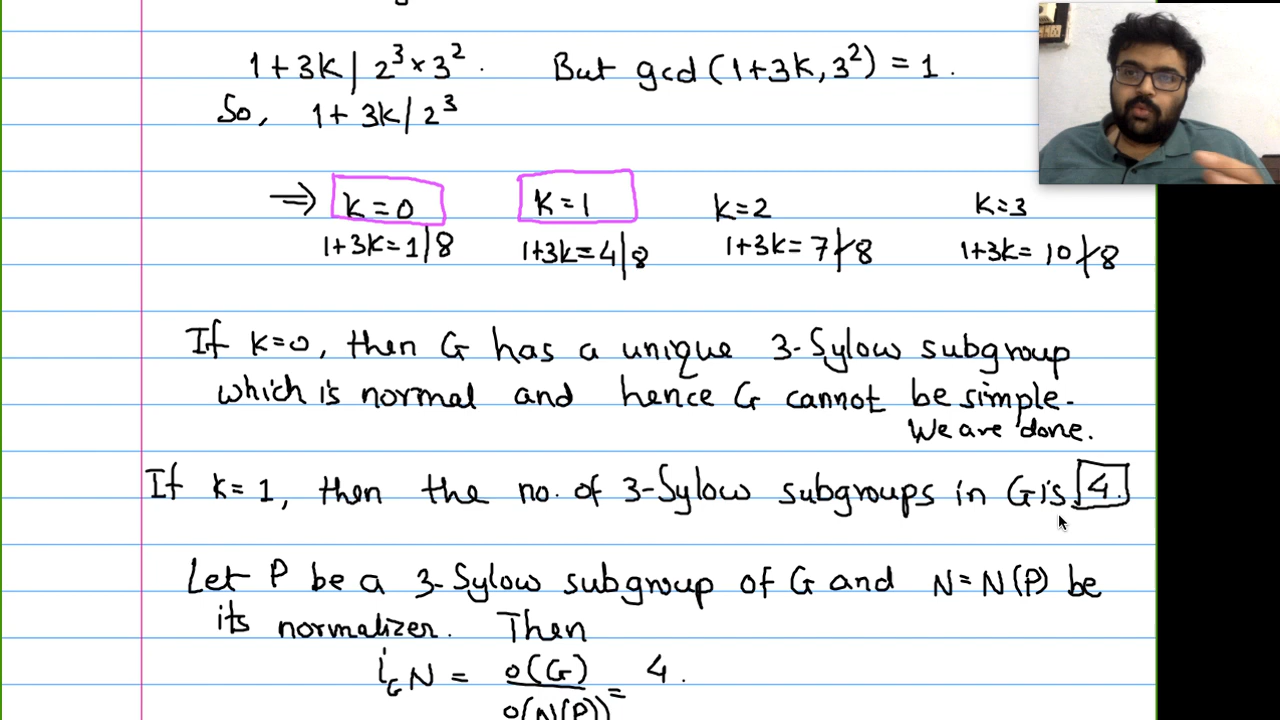 1+3k | 2³ × 3². But gcd (1+3k, 3²) = 1.
So, 1+ 3k | 2³
⇒ k=0 k=1 k=2 k=3
1+3k=1|8 1+3k=4|8 1+3k= 7∤8 1+3k= 10∤8
If k=0, then G has a unique 3-Sylow subgroup
which is normal and hence G cannot be simple.
We are done.
If k=1, then the no. of 3-Sylow subgroups in G is 4.
Let P be a 3-Sylow subgroup of G and N=N(P) be
its normalizer. Then
i_G N = o(G)/o(N(P)) = 4.